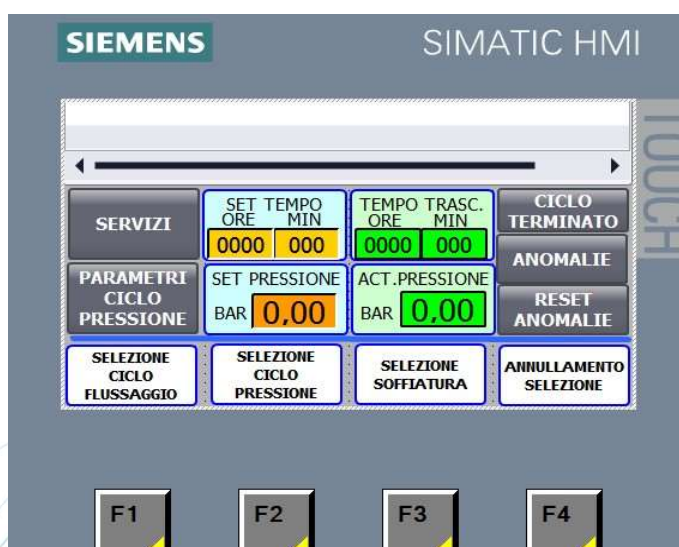 SIEMENS
SIMATIC HMI
TOUCH
SERVIZI
SET TEMPO
ORE MIN
0000 000
TEMPO TRASC.
ORE MIN
0000 000
CICLO
TERMINATO
ANOMALIE
PARAMETRI
CICLO
PRESSIONE
SET PRESSIONE
BAR 0,00
ACT.PRESSIONE
BAR 0,00
RESET
ANOMALIE
SELEZIONE
CICLO
FLUSSAGGIO
SELEZIONE
CICLO
PRESSIONE
SELEZIONE
SOFFIATURA
ANNULLAMENTO
SELEZIONE
F1
F2
F3
F4